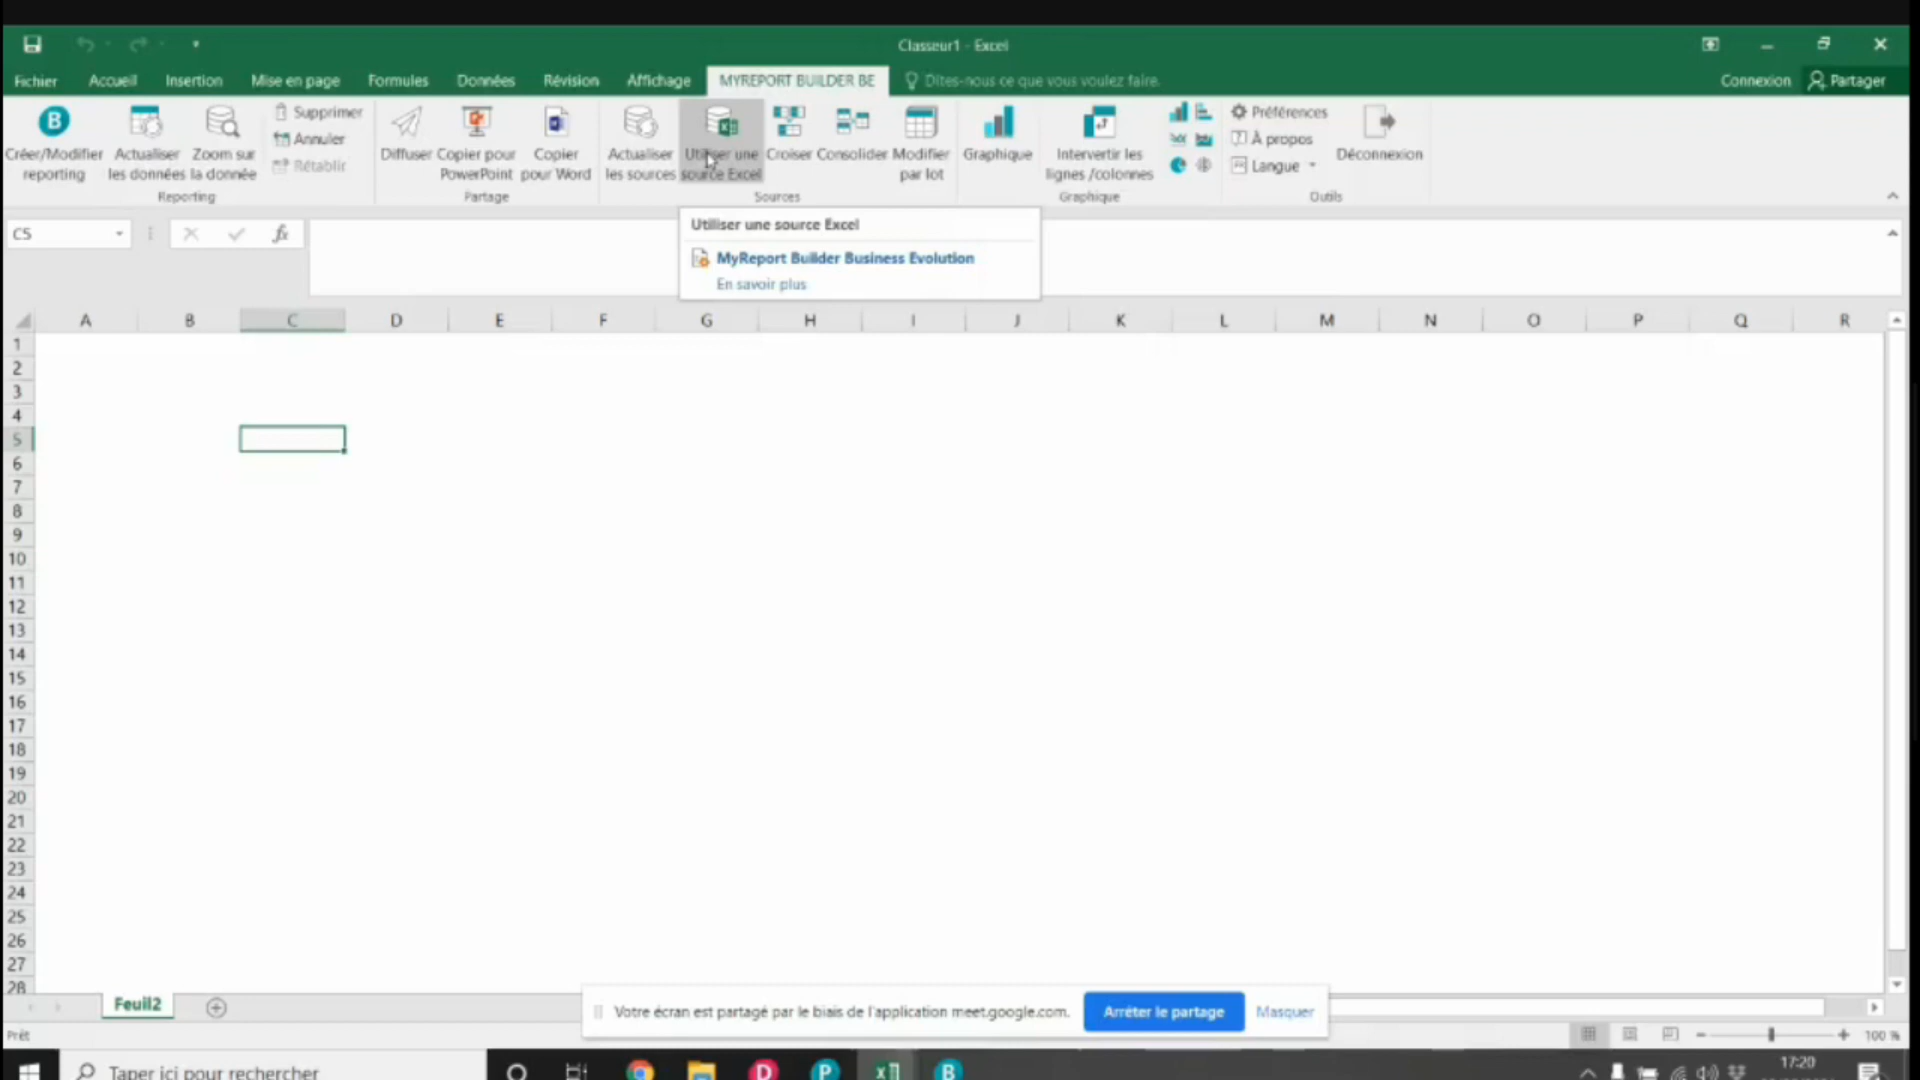 Classeur1 - Excel
Fichier Accueil Insertion Mise en page Formules Données Révision Affichage MYREPORT BUILDER BE Dites-nous ce que vous voulez faire. Connexion Partager
B
Créer/Modifier reporting
Actualiser les données
Zoom sur la donnée
Supprimer
Annuler
Rétablir
Reporting
Diffuser
Copier pour PowerPoint
Copier pour Word
Partage
Actualiser les sources
Utiliser une source Excel
Croiser
Consolider
Modifier par lot
Sources
Graphique
Intervertir les lignes /colonnes
Graphique
Préférences
À propos
Langue
Déconnexion
Outils
C5
fx
Utiliser une source Excel
MyReport Builder Business Evolution
En savoir plus
A B C D E F G H I J K L M N O P Q R
1
2
3
4
5
6
7
8
9
10
11
12
13
14
15
16
17
18
19
20
21
22
23
24
25
26
27
28
Feuil2
Votre écran est partagé par le biais de l'application meet.google.com. Arrêter le partage Masquer
Prêt
100 %
Taper ici pour rechercher
D P B
17:20